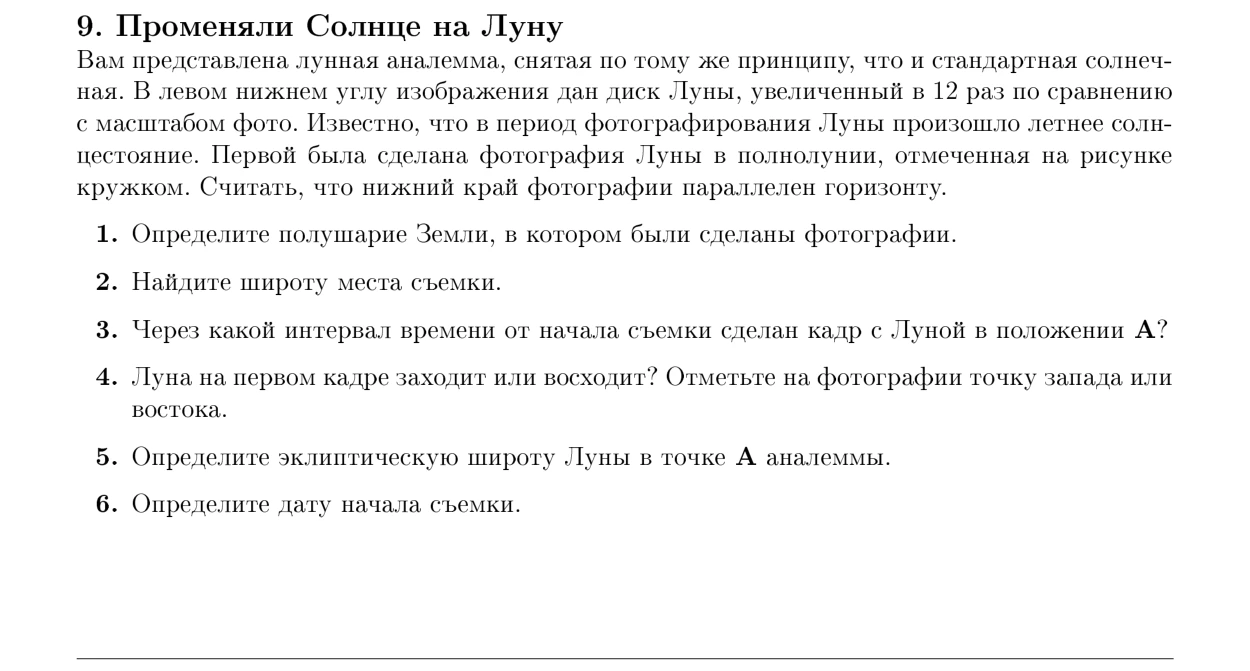 9. Променяли Солнце на Луну
Вам представлена лунная аналемма, снятая по тому же принципу, что и стандартная солнеч-
ная. В левом нижнем углу изображения дан диск Луны, увеличенный в 12 раз по сравнению
с масштабом фото. Известно, что в период фотографирования Луны произошло летнее солн-
цестояние. Первой была сделана фотография Луны в полнолунии, отмеченная на рисунке
кружком. Считать, что нижний край фотографии параллелен горизонту.
1. Определите полушарие Земли, в котором были сделаны фотографии.
2. Найдите широту места съемки.
3. Через какой интервал времени от начала съемки сделан кадр с Луной в положении А?
4. Луна на первом кадре заходит или восходит? Отметьте на фотографии точку запада или
востока.
5. Определите эклиптическую широту Луны в точке А аналеммы.
6. Определите дату начала съемки.